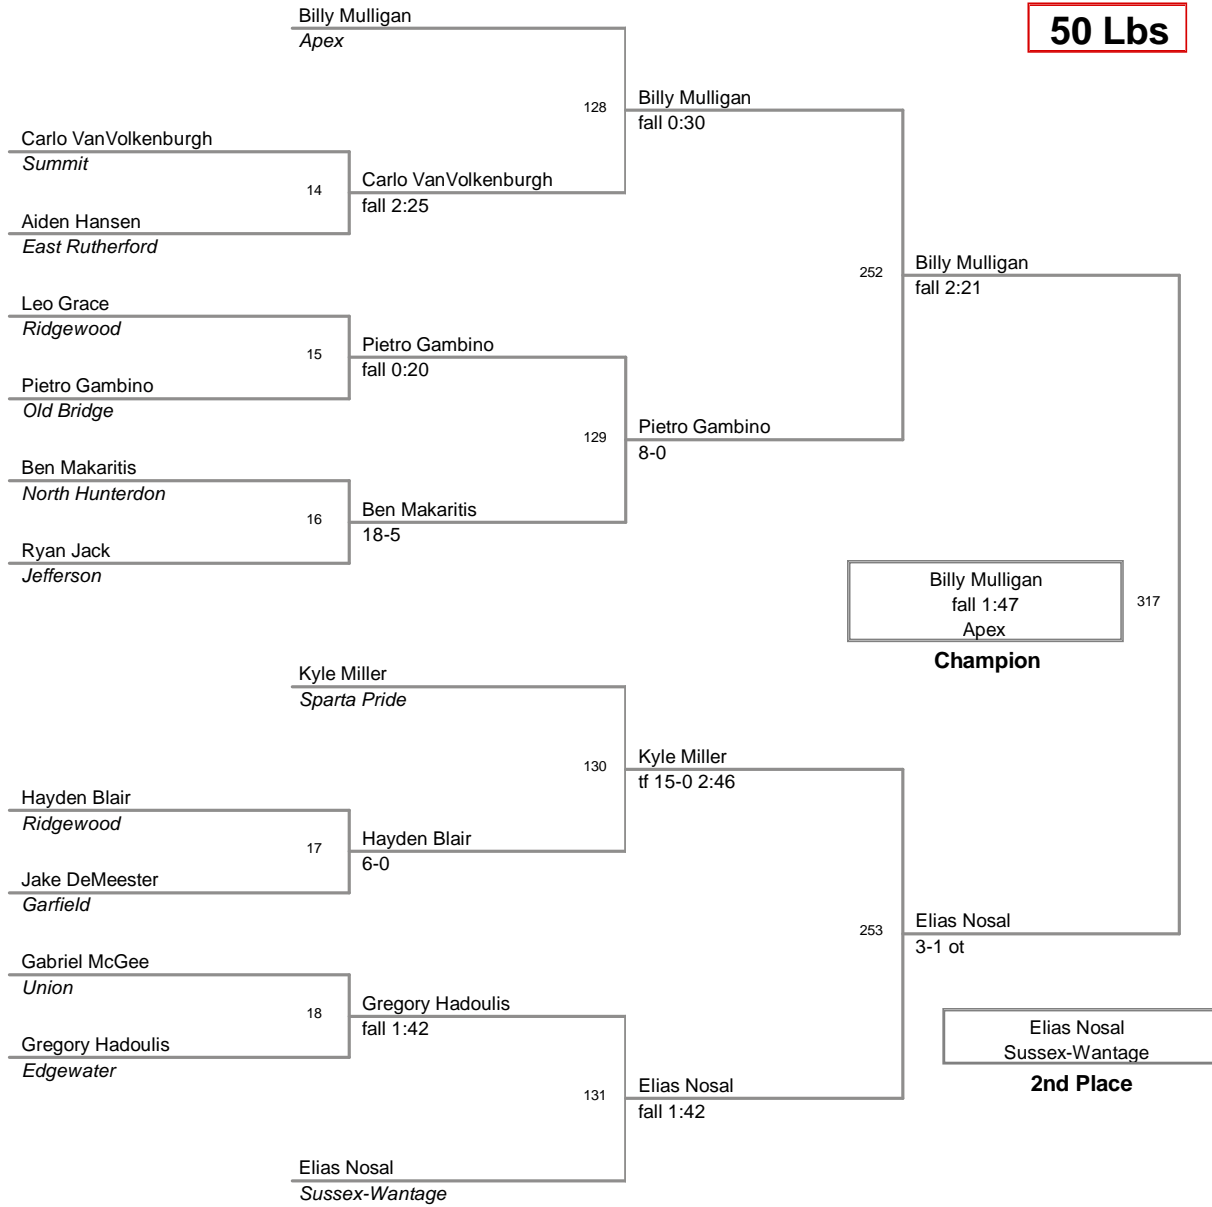 Billy Mulligan
Apex
50 Lbs
128
Billy Mulligan
fall 0:30
Carlo VanVolkenburgh
Summit
14
Carlo VanVolkenburgh
fall 2:25
Aiden Hansen
East Rutherford
252
Billy Mulligan
fall 2:21
Leo Grace
Ridgewood
15
Pietro Gambino
fall 0:20
Pietro Gambino
Old Bridge
129
Pietro Gambino
8-0
Ben Makaritis
North Hunterdon
16
Ben Makaritis
18-5
Ryan Jack
Jefferson
Billy Mulligan
fall 1:47
Apex
317
Champion
Kyle Miller
Sparta Pride
130
Kyle Miller
tf 15-0 2:46
Hayden Blair
Ridgewood
17
Hayden Blair
6-0
Jake DeMeester
Garfield
253
Elias Nosal
3-1 ot
Gabriel McGee
Union
18
Gregory Hadoulis
fall 1:42
Gregory Hadoulis
Edgewater
Elias Nosal
Sussex-Wantage
2nd Place
131
Elias Nosal
fall 1:42
Elias Nosal
Sussex-Wantage